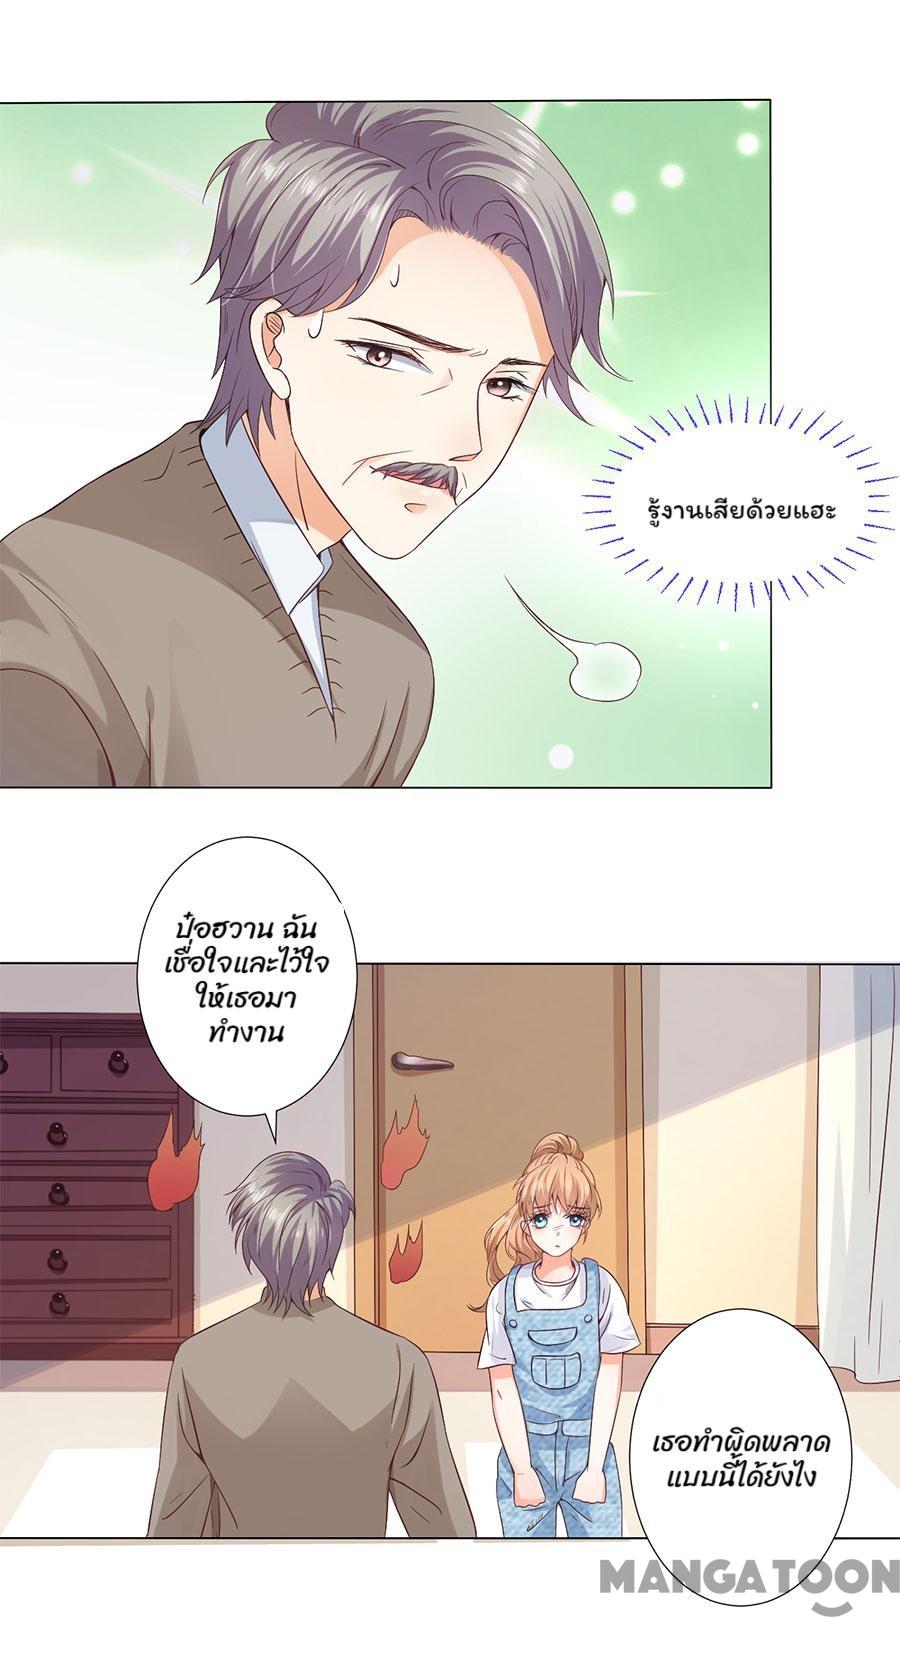 รู้งานเสียด้วยแฮะ
ป๋อฮวาน ฉัน
เชื่อใจและไว้ใจ
ให้เธอมา
ทำงาน
เธอทำผิดพลาด
แบบนี้ได้ยังไง
MANGATOON